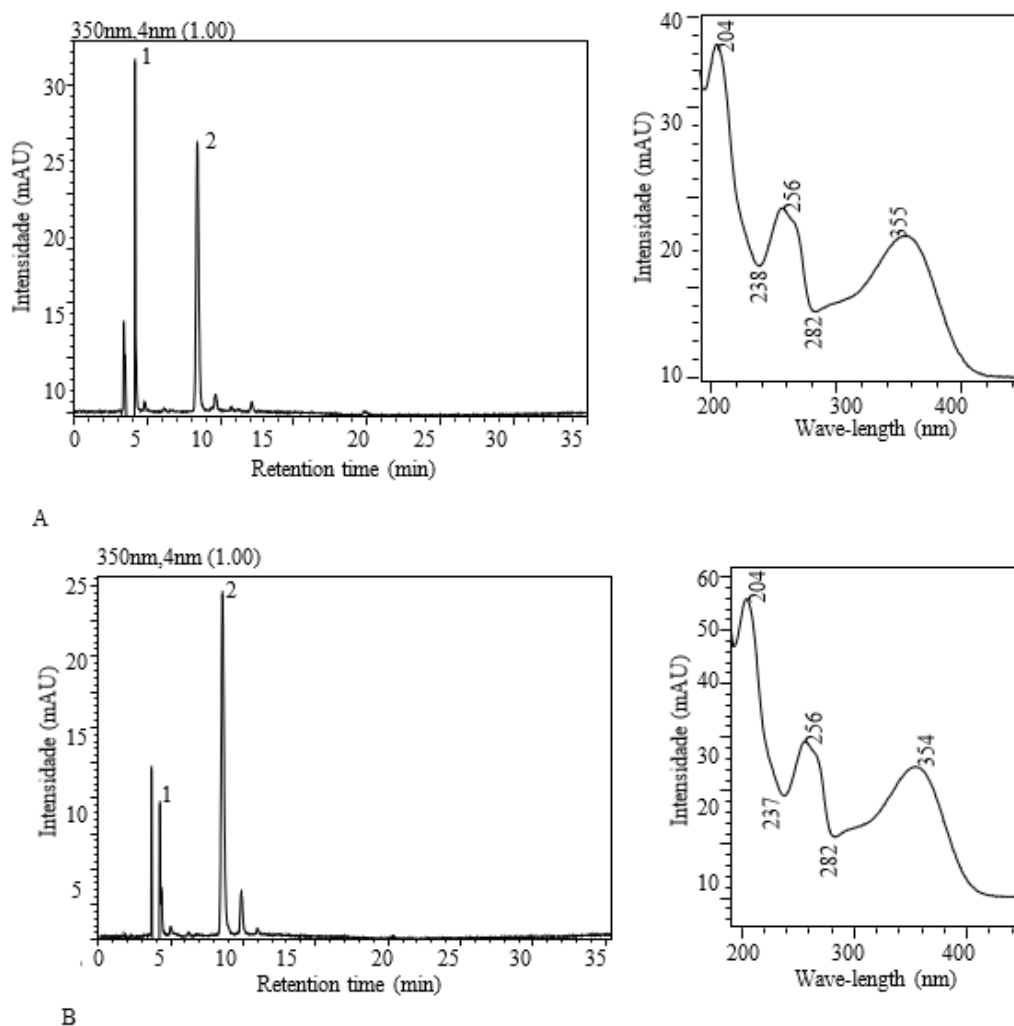 350nm,4nm (1.00)
Intensidade (mAU)
30
25
20
15
10
1
2
0 5 10 15 20 25 30 35
Retention time (min)
Intensidade (mAU)
40
30
20
10
204
238
256
282
355
200 300 400
Wave-length (nm)
A
350nm,4nm (1.00)
Intensidade (mAU)
25
20
15
10
5
1
2
0 5 10 15 20 25 30 35
Retention time (min)
Intensidade (mAU)
60
50
40
30
20
10
204
237
256
282
354
200 300 400
Wave-length (nm)
B